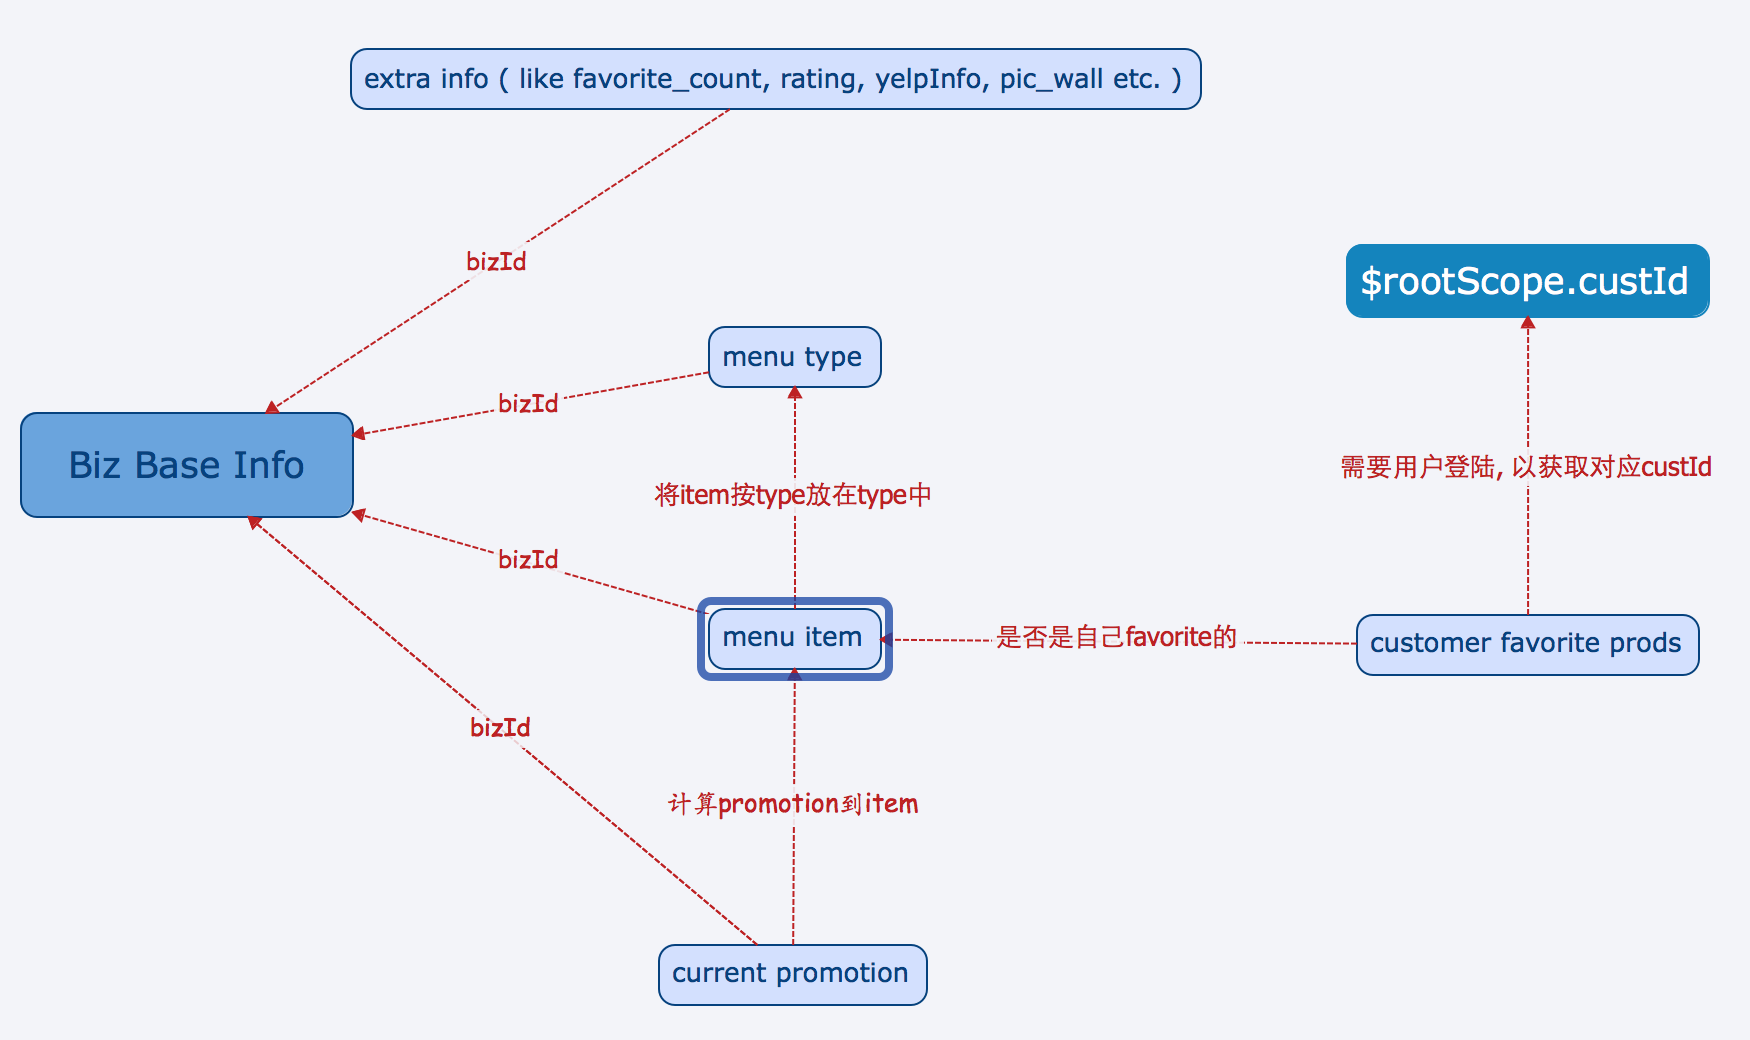 extra info ( like favorite_count, rating, yelpInfo, pic_wall etc. )
bizId
$rootScope.custId
menu type
bizId
Biz Base Info
需要用户登陆, 以获取对应custId
将item按type放在type中
bizId
menu item
是否是自己favorite的
customer favorite prods
bizId
计算promotion到item
current promotion